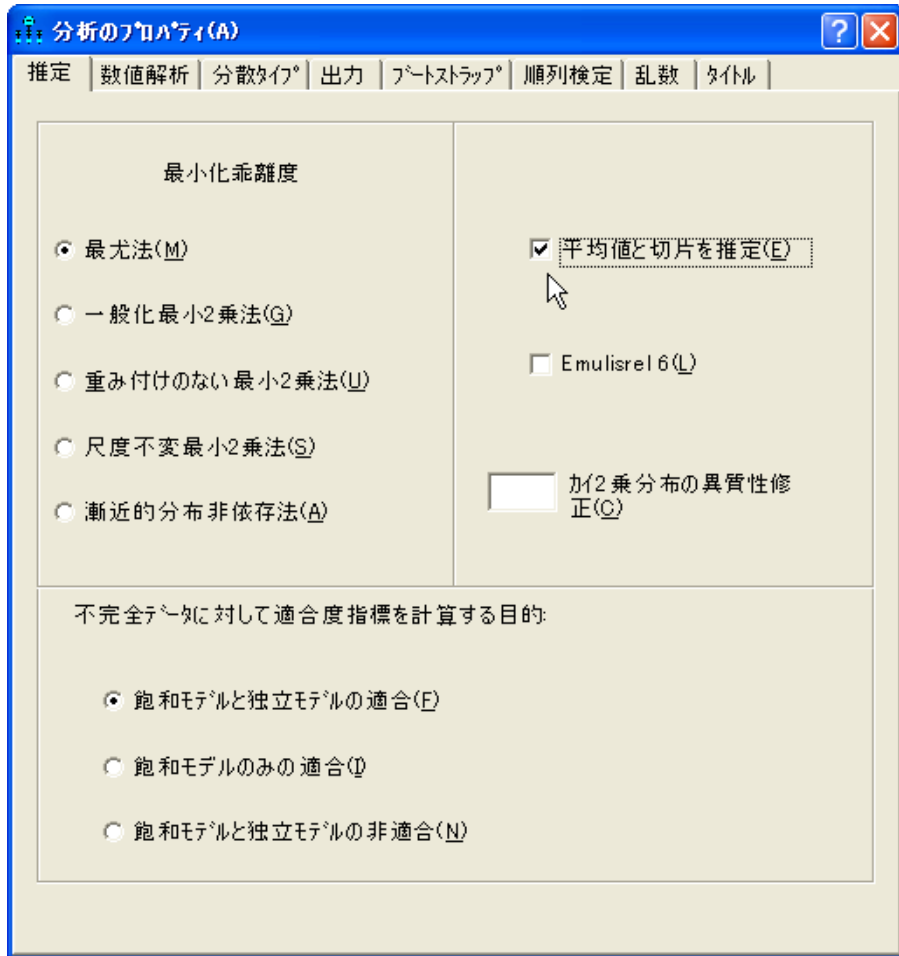 分析のﾌﾟﾛﾊﾟﾃｨ(A)
推定 数値解析 分散ﾀｲﾌﾟ 出力 ﾌﾞｰﾄｽﾄﾗｯﾌﾟ 順列検定 乱数 ﾀｲﾄﾙ
最小化乖離度
最尤法(M)
平均値と切片を推定(E)
一般化最小2乗法(G)
Emulisrel 6(L)
重み付けのない最小2乗法(U)
尺度不変最小2乗法(S)
ｶｲ2乗分布の異質性修
正(C)
漸近的分布非依存法(A)
不完全ﾃﾞｰﾀに対して適合度指標を計算する目的:
飽和ﾓﾃﾞﾙと独立ﾓﾃﾞﾙの適合(F)
飽和モデルのみの適合(I)
飽和ﾓﾃﾞﾙと独立ﾓﾃﾞﾙの非適合(N)